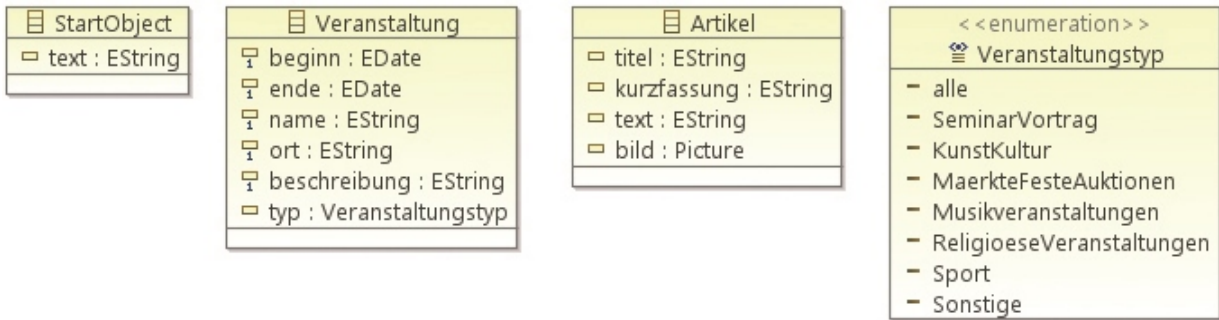 StartObject
text : EString
Veranstaltung
beginn : EDate
ende : EDate
name : EString
ort : EString
beschreibung : EString
typ : Veranstaltungstyp
Artikel
titel : EString
kurzfassung : EString
text : EString
bild : Picture
<<enumeration>>
Veranstaltungstyp
alle
SeminarVortrag
KunstKultur
MaerkteFesteAuktionen
Musikveranstaltungen
ReligioeseVeranstaltungen
Sport
Sonstige